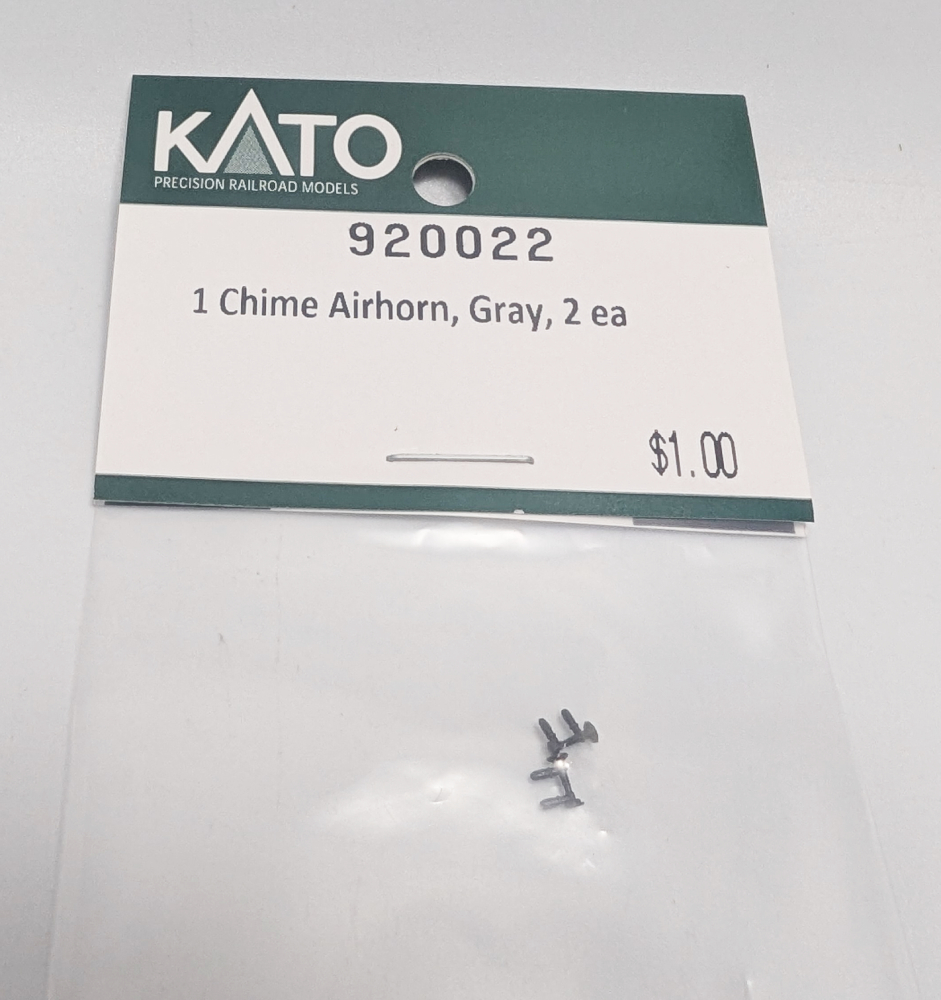 KATO
PRECISION RAILROAD MODELS
920022
1 Chime Airhorn, Gray, 2 ea
$1.00